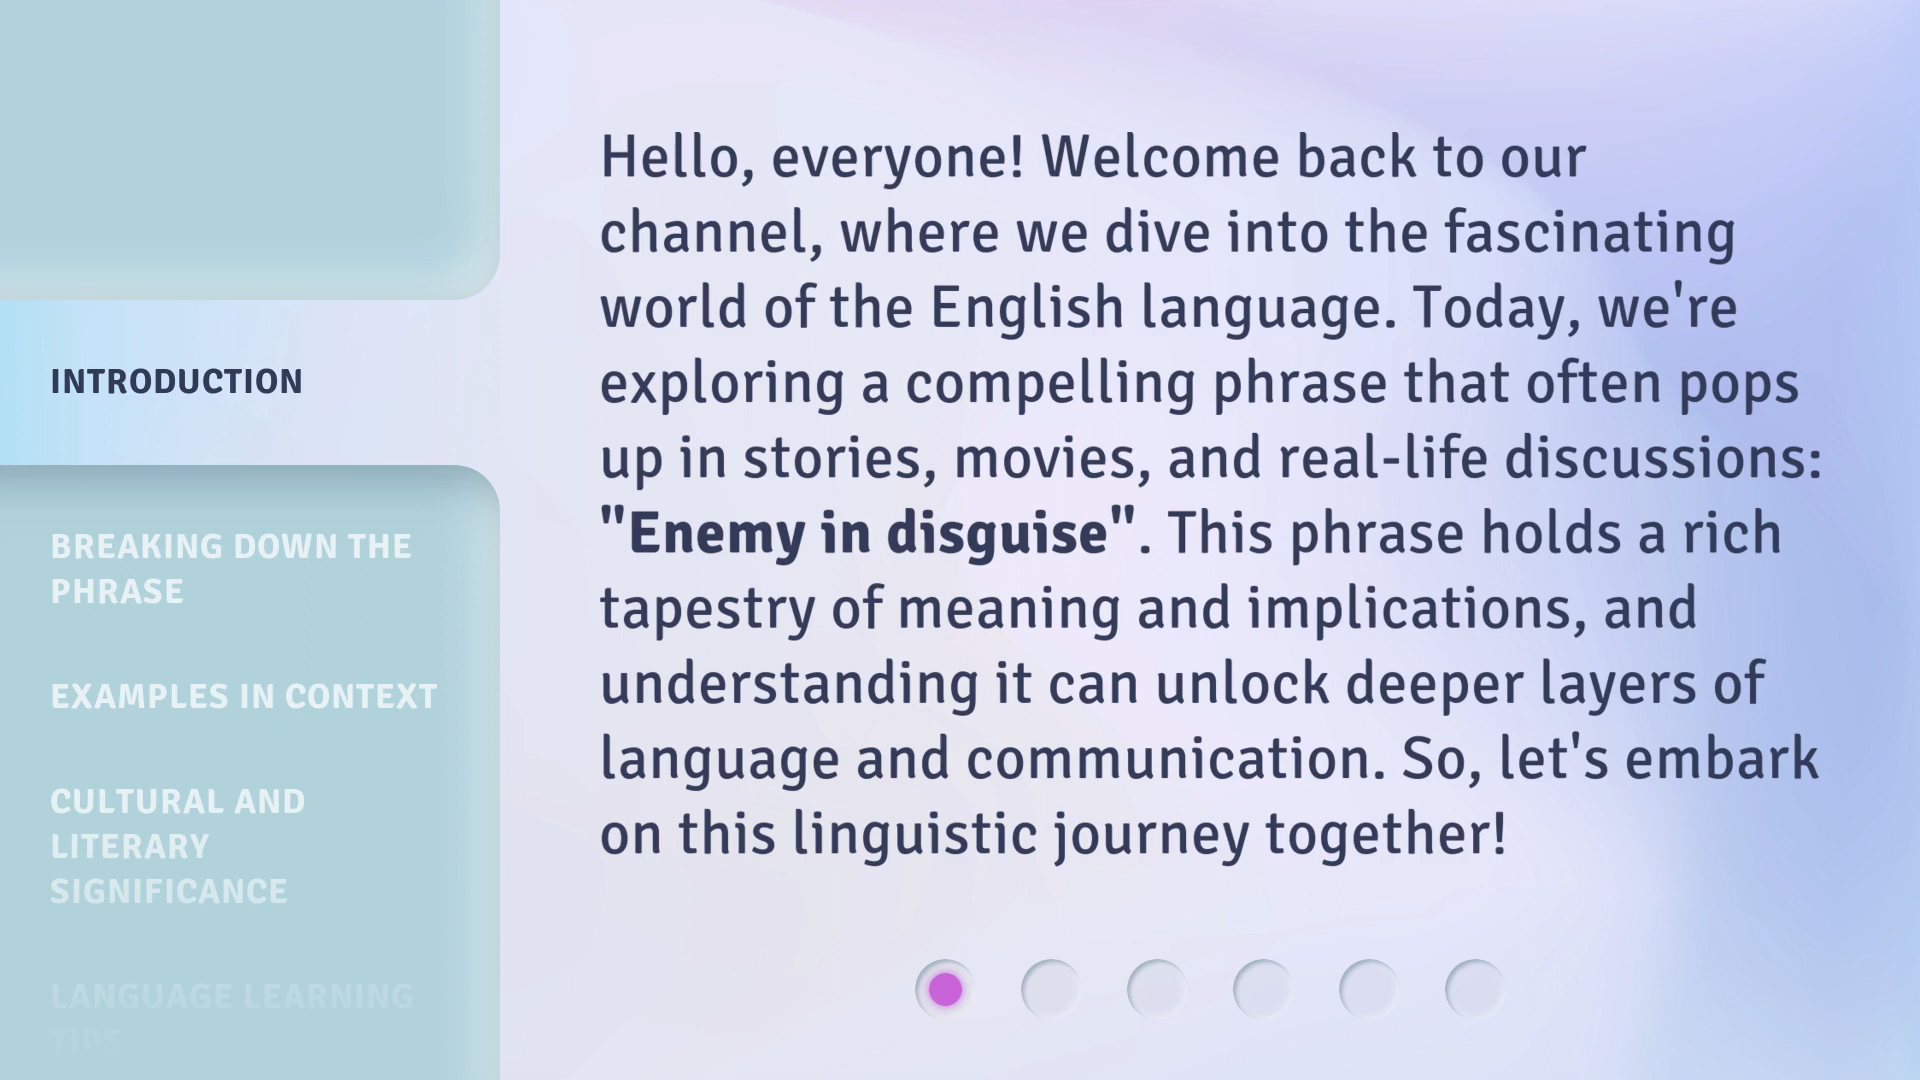 INTRODUCTION
BREAKING DOWN THE
PHRASE
EXAMPLES IN CONTEXT
CULTURAL AND
LITERARY
SIGNIFICANCE
LANGUAGE LEARNING
TIPS
Hello, everyone! Welcome back to our
channel, where we dive into the fascinating
world of the English language. Today, we're
exploring a compelling phrase that often pops
up in stories, movies, and real-life discussions:
"Enemy in disguise". This phrase holds a rich
tapestry of meaning and implications, and
understanding it can unlock deeper layers of
language and communication. So, let's embark
on this linguistic journey together!